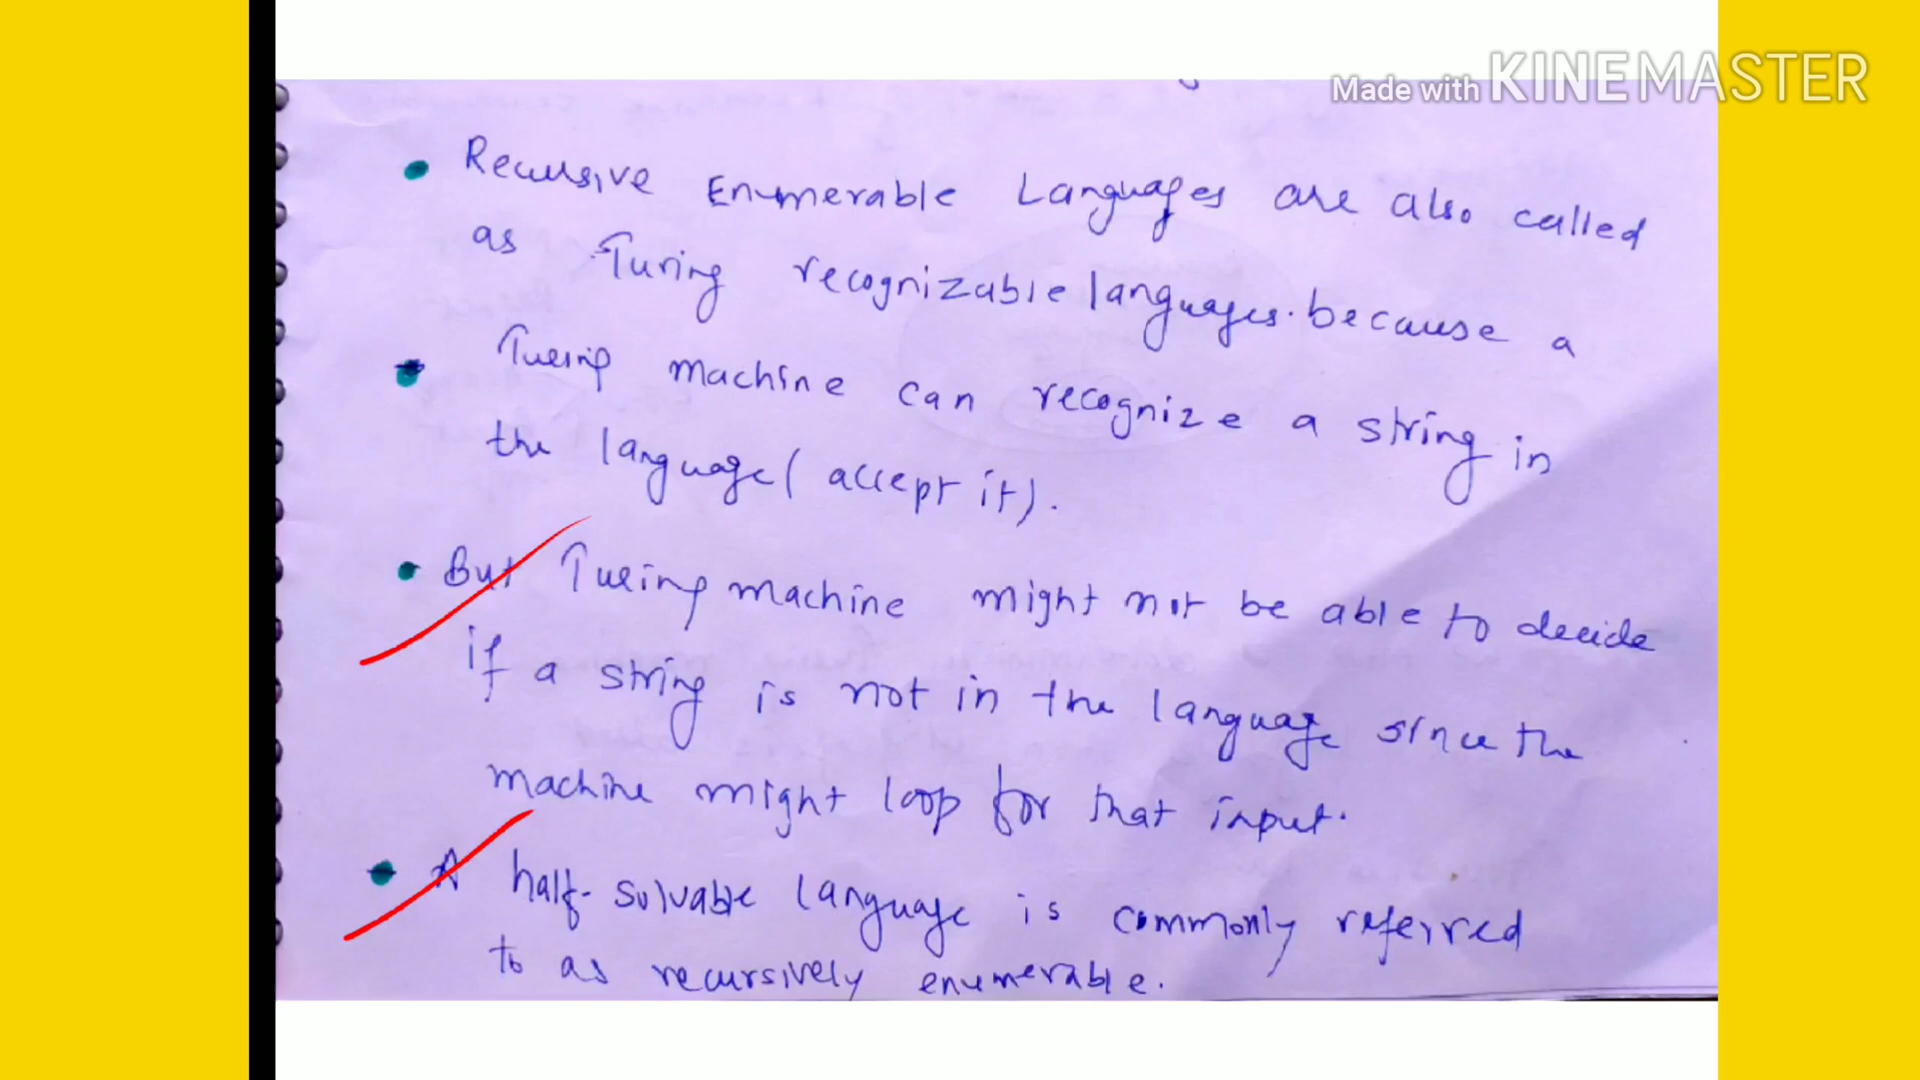 Made with KINEMASTER
• Recursive Enumerable Languages are also called
as Turing recognizable languages. because a
• Turing machine can recognize a string in
the language (accept it).
• But Turing machine might not be able to decide
if a string is not in the language since the
machine might loop for that input.
• A half-solvable language is commonly referred
to as recursively enumerable.